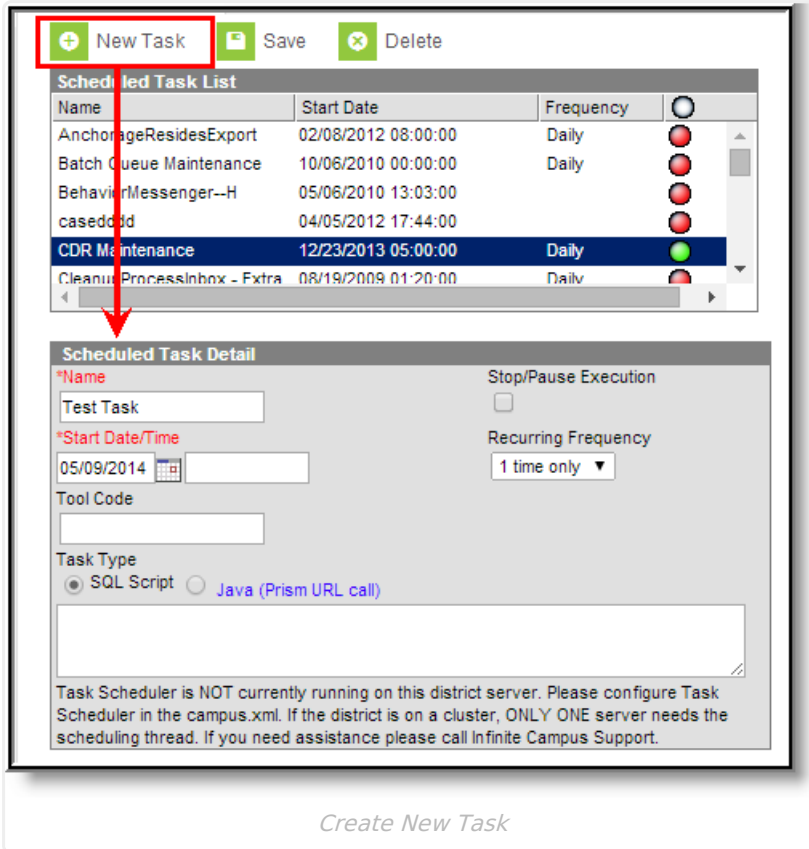 New Task Save Delete
Scheduled Task List
Name Start Date Frequency
AnchorageResidesExport 02/08/2012 08:00:00 Daily
Batch Queue Maintenance 10/06/2010 00:00:00 Daily
BehaviorMessenger--H 05/06/2010 13:03:00
casedddd 04/05/2012 17:44:00
CDR Maintenance 12/23/2013 05:00:00 Daily
CleanupProcessInbox - Extra 08/19/2009 01:20:00 Daily
Scheduled Task Detail
*Name Stop/Pause Execution
Test Task
*Start Date/Time Recurring Frequency
05/09/2014 1 time only
Tool Code
Task Type
SQL Script Java (Prism URL call)
Task Scheduler is NOT currently running on this district server. Please configure Task
Scheduler in the campus.xml. If the district is on a cluster, ONLY ONE server needs the
scheduling thread. If you need assistance please call Infinite Campus Support.
Create New Task